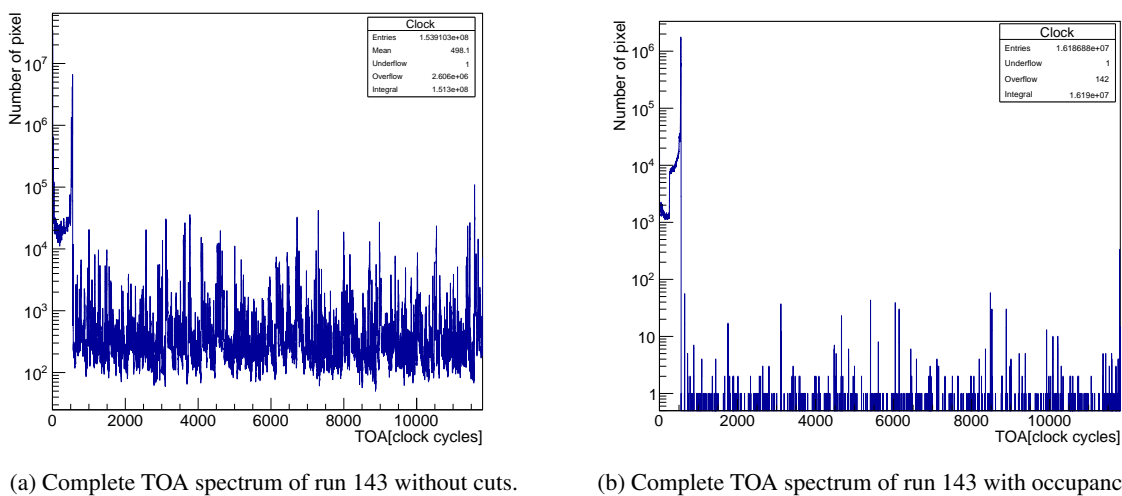 Number of pixel
10⁷
10⁶
10⁵
10⁴
10³
10²
0 2000 4000 6000 8000 10000
TOA[clock cycles]
Clock
Entries 1.539103e+08
Mean 498.1
Underflow 1
Overflow 2.606e+06
Integral 1.513e+08
(a) Complete TOA spectrum of run 143 without cuts.
Number of pixel
10⁶
10⁵
10⁴
10³
10²
10
1
0 2000 4000 6000 8000 10000
TOA[clock cycles]
Clock
Entries 1.618688e+07
Underflow 1
Overflow 142
Integral 1.619e+07
(b) Complete TOA spectrum of run 143 with occupanc